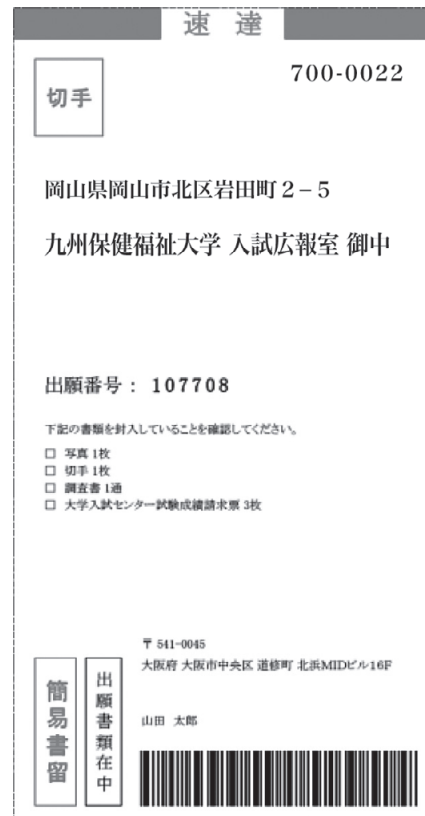 速達
700-0022
切手
岡山県岡山市北区岩田町2−5
九州保健福祉大学 入試広報室 御中
出願番号： 107708
下記の書類を封入していることを確認してください。
□ 写真 1枚
□ 切手 1枚
□ 調査書 1通
□ 大学入試センター試験成績請求票 3枚
〒 541-0045
大阪府 大阪市中央区 道修町 北浜MIDビル16F
山田 太郎
出願書類在中
簡易書留